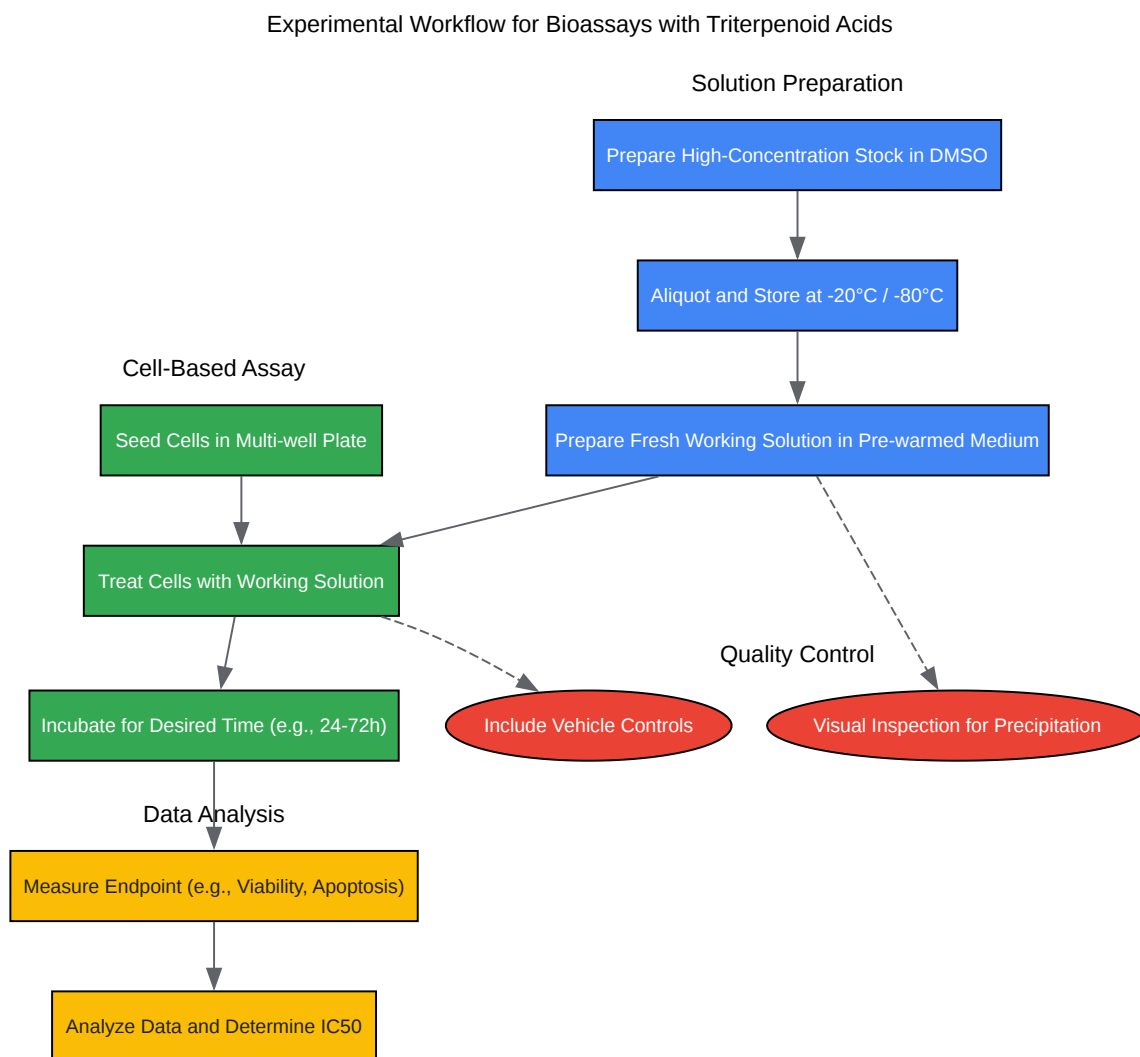 Experimental Workflow for Bioassays with Triterpenoid Acids
Solution Preparation
Prepare High-Concentration Stock in DMSO
Aliquot and Store at -20°C / -80°C
Cell-Based Assay
Seed Cells in Multi-well Plate
Prepare Fresh Working Solution in Pre-warmed Medium
Treat Cells with Working Solution
Quality Control
Incubate for Desired Time (e.g., 24-72h)
Include Vehicle Controls
Visual Inspection for Precipitation
Data Analysis
Measure Endpoint (e.g., Viability, Apoptosis)
Analyze Data and Determine IC50